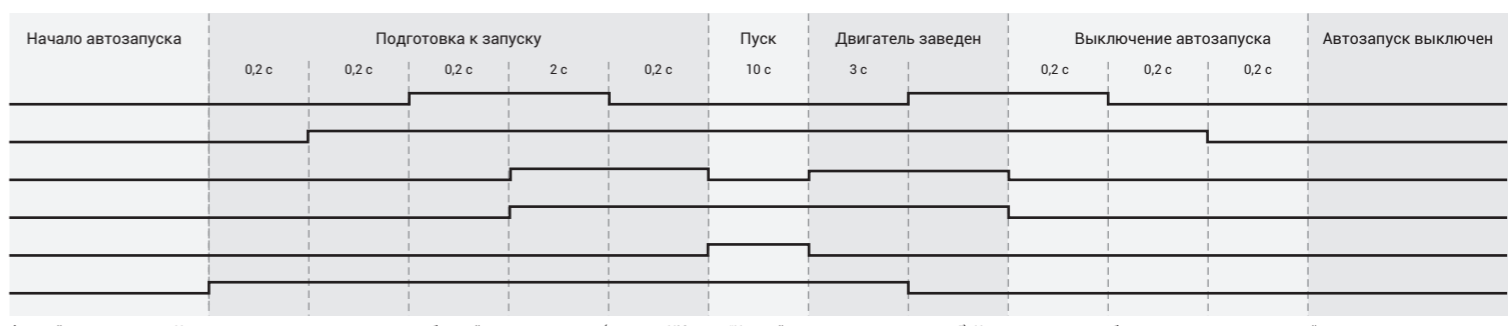 Начало автозапуска
Подготовка к запуску
Пуск
Двигатель заведен
Выключение автозапуска
Автозапуск выключен
0,2 с
0,2 с
0,2 с
2 с
0,2 с
10 с
3 с
0,2 с
0,2 с
0,2 с